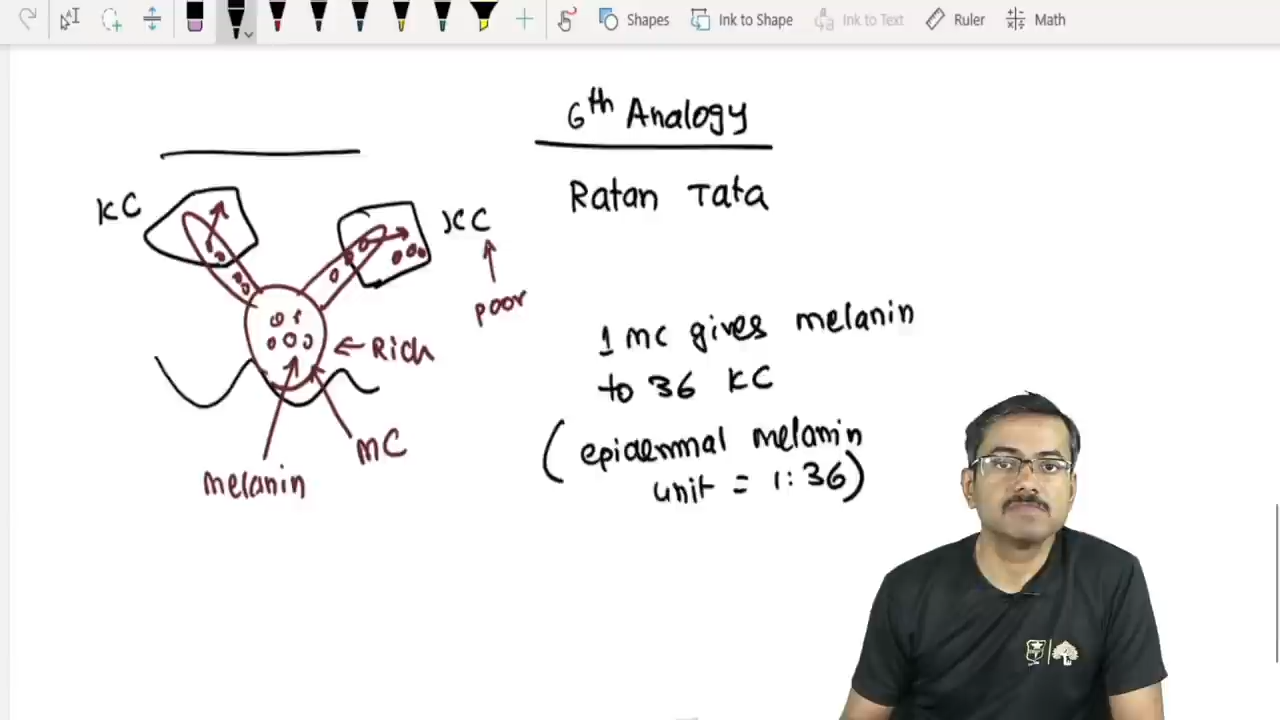 Shapes
Ink to Shape
Ink to Text
Ruler
Math
6th Analogy
Ratan Tata
KC
KC
poor
Rich
MC
melanin
1 MC gives melanin
to 36 KC
(epidermal melanin
unit = 1:36)